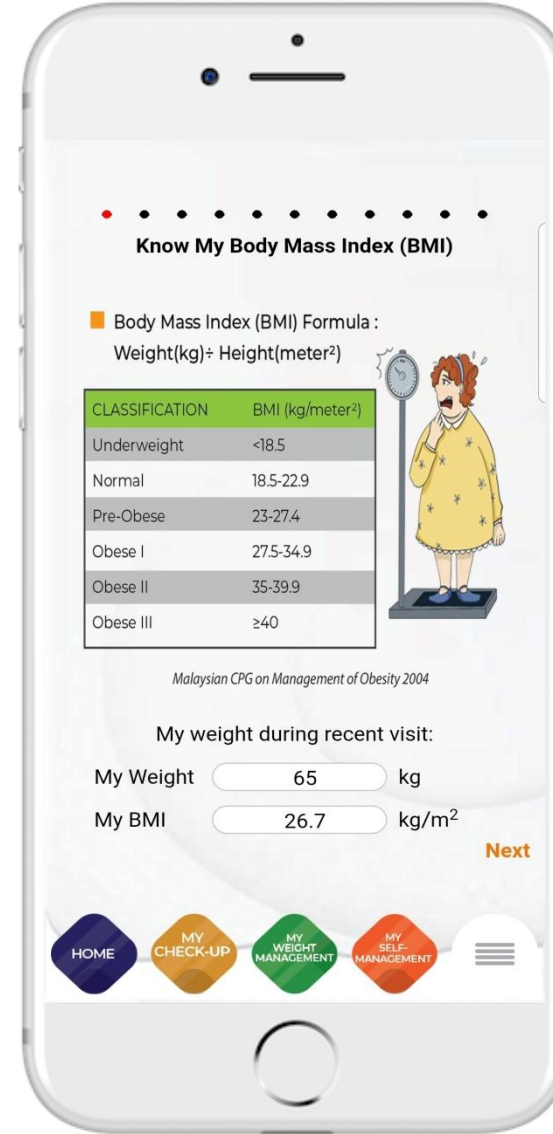 Know My Body Mass Index (BMI)
Body Mass Index (BMI) Formula :
Weight(kg)÷ Height(meter²)
CLASSIFICATION BMI (kg/meter²)
Underweight <18.5
Normal 18.5-22.9
Pre-Obese 23-27.4
Obese I 27.5-34.9
Obese II 35-39.9
Obese III ≥40
Malaysian CPG on Management of Obesity 2004
My weight during recent visit:
My Weight 65 kg
My BMI 26.7 kg/m²
Next
HOME
MY
CHECK-UP
MY
WEIGHT
MANAGEMENT
MY
SELF-
MANAGEMENT